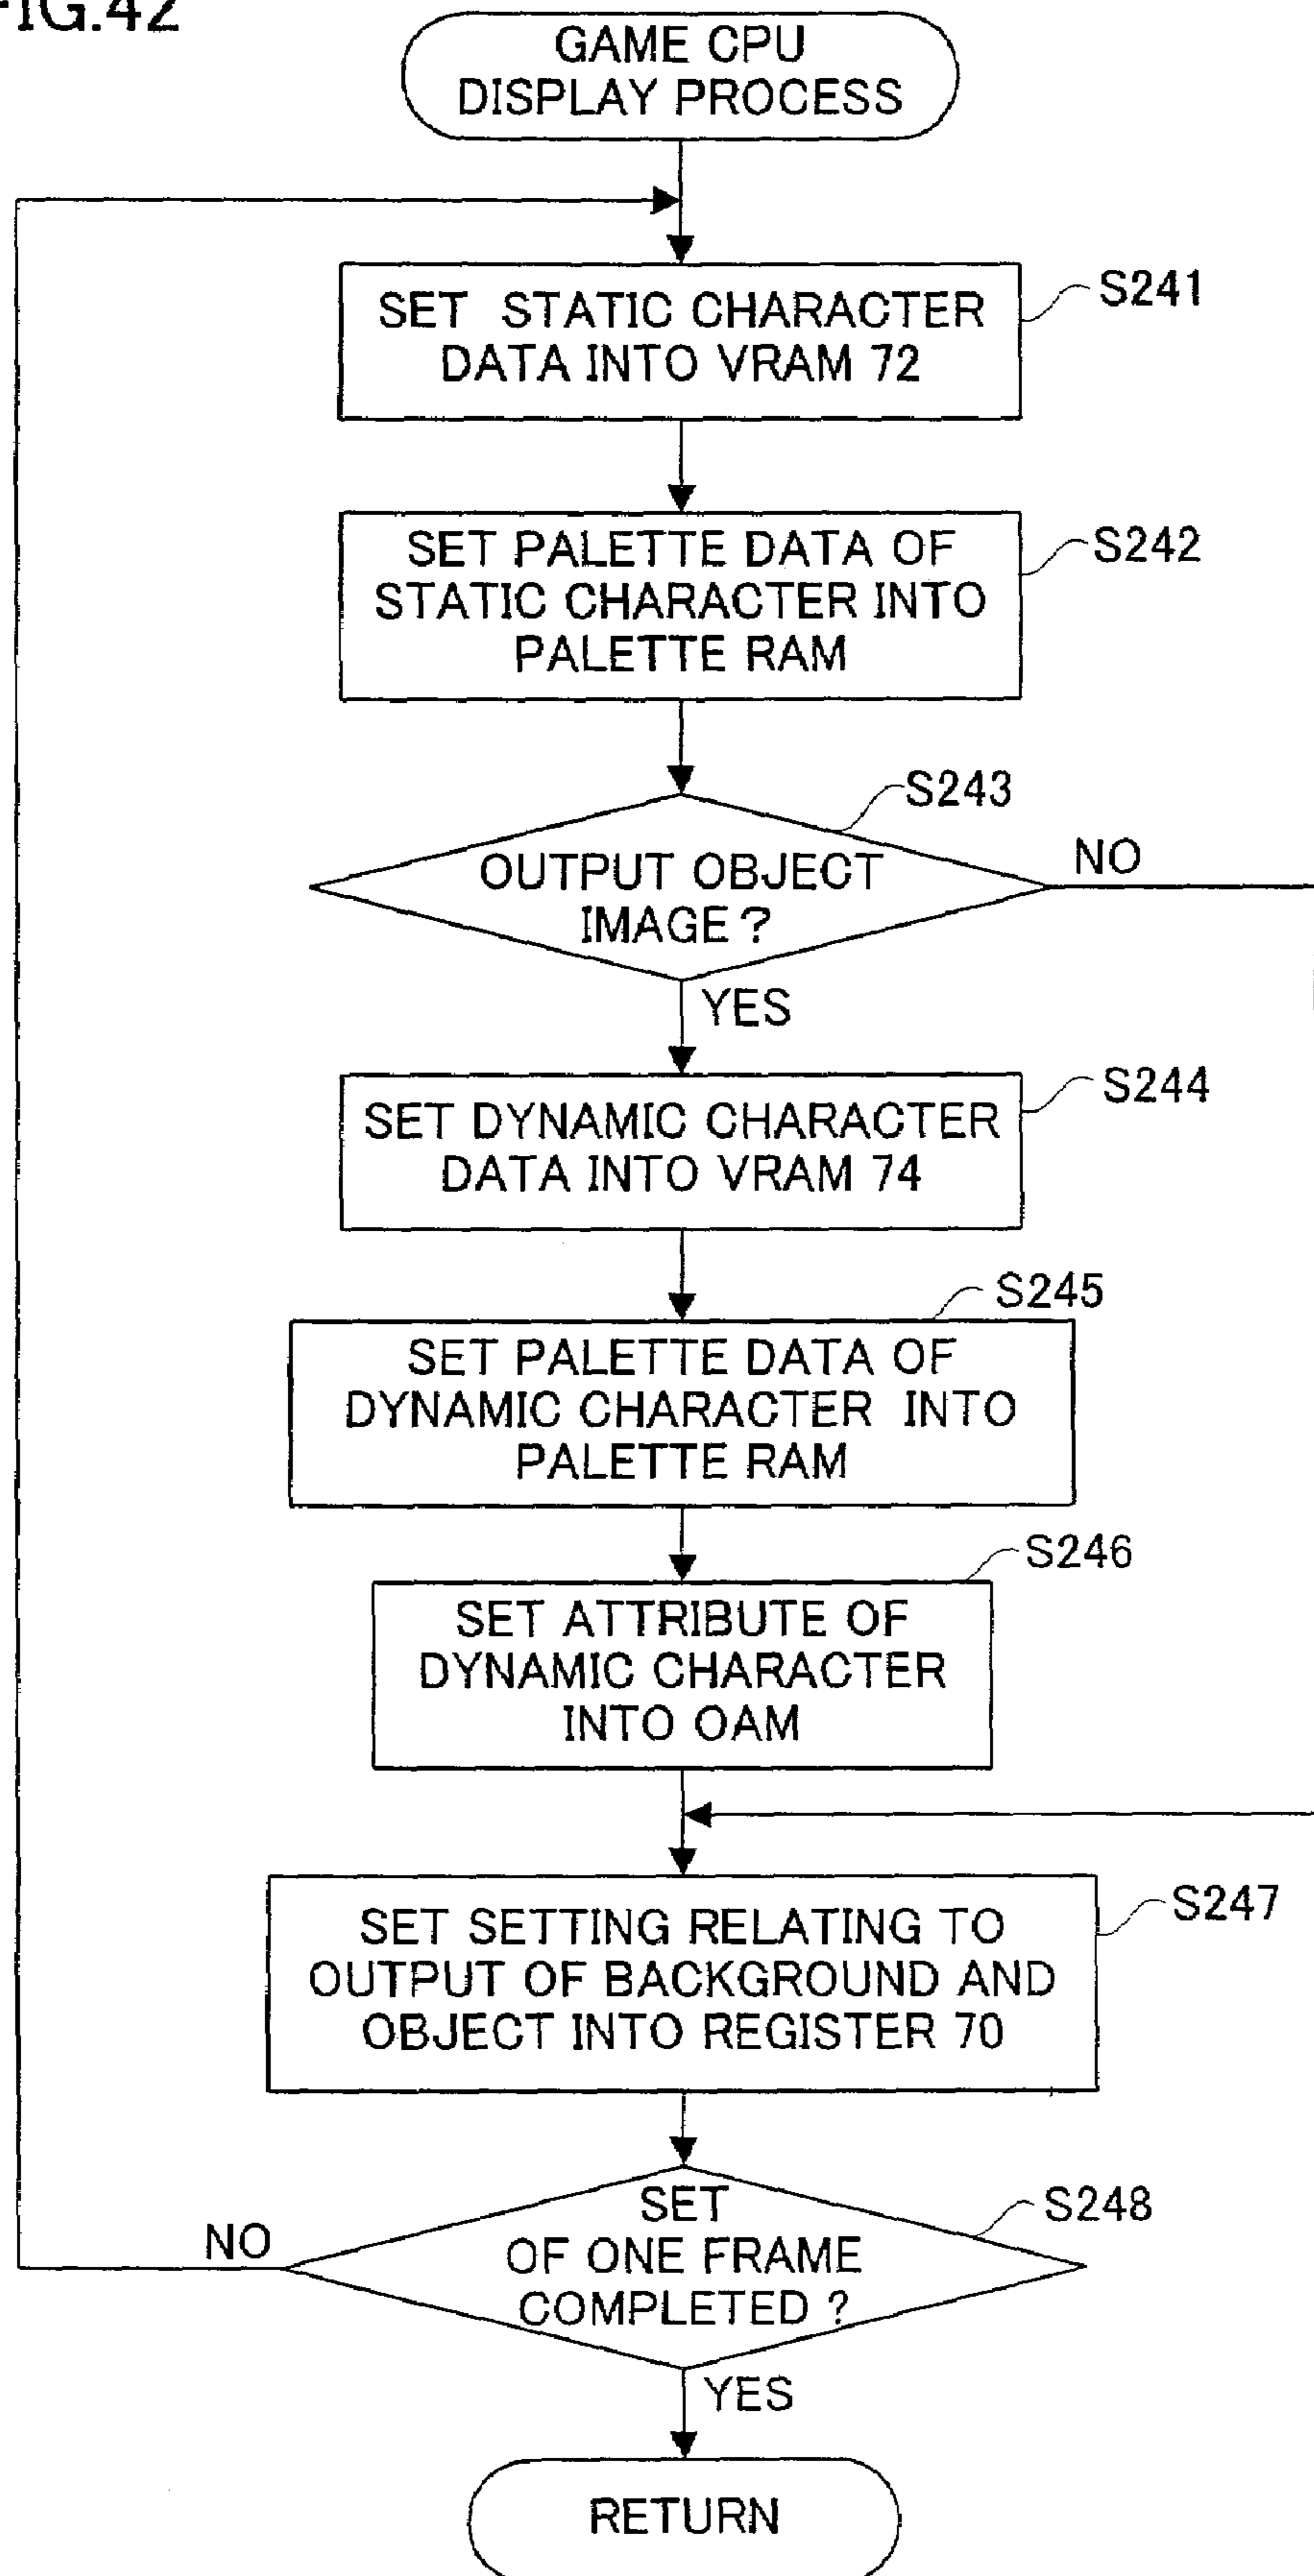 FIG.42
GAME CPU
DISPLAY PROCESS
SET STATIC CHARACTER
DATA INTO VRAM 72
S241
SET PALETTE DATA OF
STATIC CHARACTER INTO
PALETTE RAM
S242
S243
OUTPUT OBJECT
IMAGE?
NO
YES
SET DYNAMIC CHARACTER
DATA INTO VRAM 74
S244
S245
SET PALETTE DATA OF
DYNAMIC CHARACTER INTO
PALETTE RAM
S246
SET ATTRIBUTE OF
DYNAMIC CHARACTER
INTO OAM
SET SETTING RELATING TO
OUTPUT OF BACKGROUND AND
OBJECT INTO REGISTER 70
S247
SET
OF ONE FRAME
COMPLETED ?
S248
NO
YES
RETURN